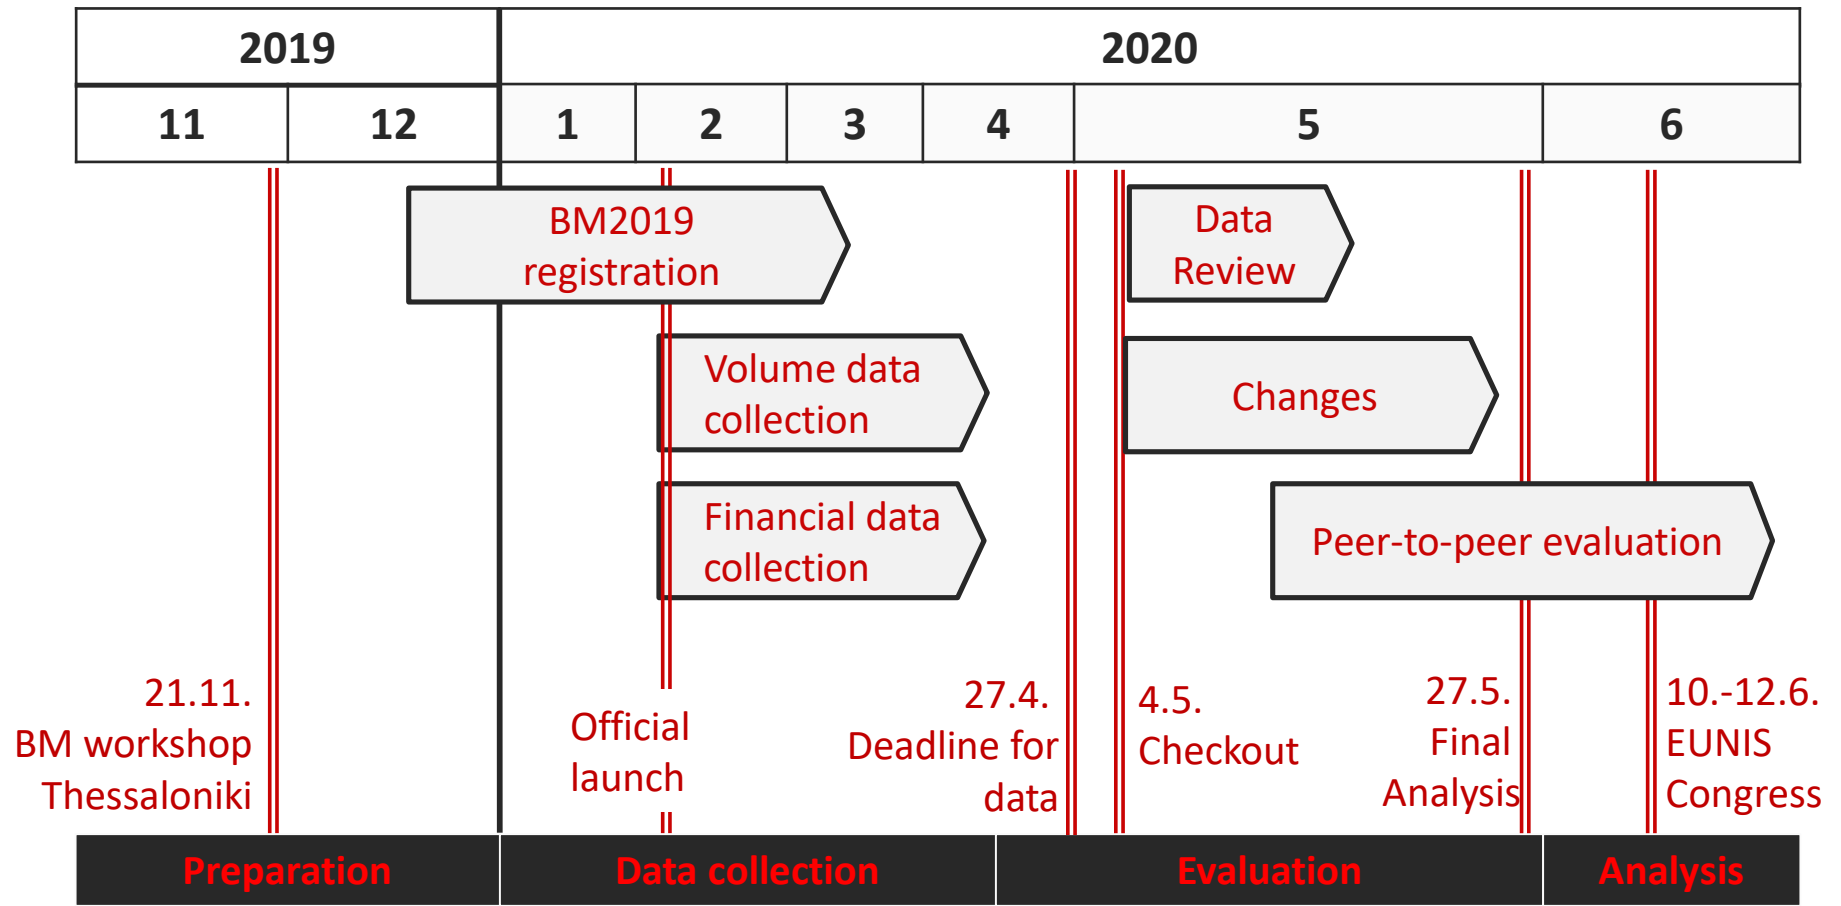 2019
2020
11
12
1
2
3
4
5
6
BM2019
registration
Data
Review
Volume data
collection
Changes
Financial data
collection
Peer-to-peer evaluation
21.11.
BM workshop
Thessaloniki
Official
launch
27.4.
Deadline for
data
4.5.
Checkout
27.5.
Final
Analysis
10.-12.6.
EUNIS
Congress
Preparation
Data collection
Evaluation
Analysis